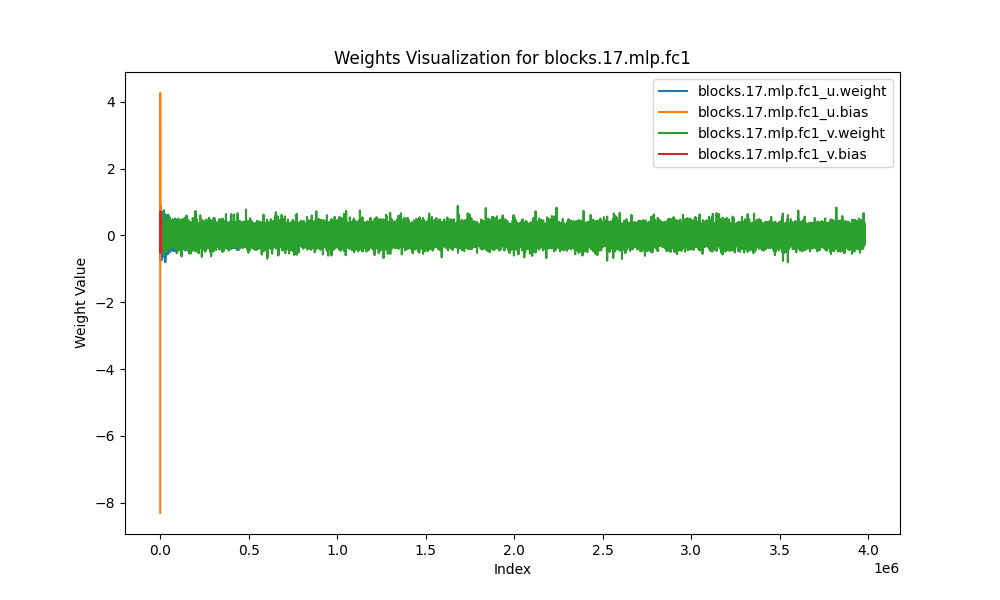 Weights Visualization for blocks.17.mlp.fc1
blocks.17.mlp.fc1_u.weight
blocks.17.mlp.fc1_u.bias
blocks.17.mlp.fc1_v.weight
blocks.17.mlp.fc1_v.bias
4
2
0
−2
−4
−6
−8
Weight Value
0.0 0.5 1.0 1.5 2.0 2.5 3.0 3.5 4.0
1e6
Index